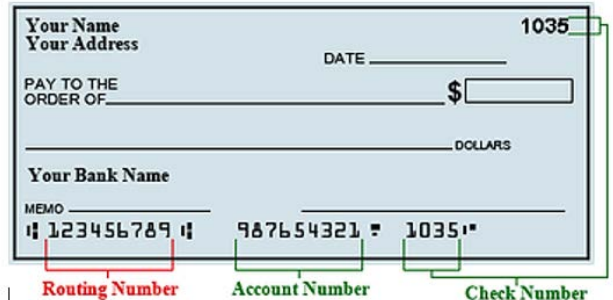 Your Name 1035
Your Address
DATE
PAY TO THE
ORDER OF $
DOLLARS
Your Bank Name
MEMO
⑆123456789⑆ 987654321⑈ 1035⑈
Routing Number Account Number Check Number